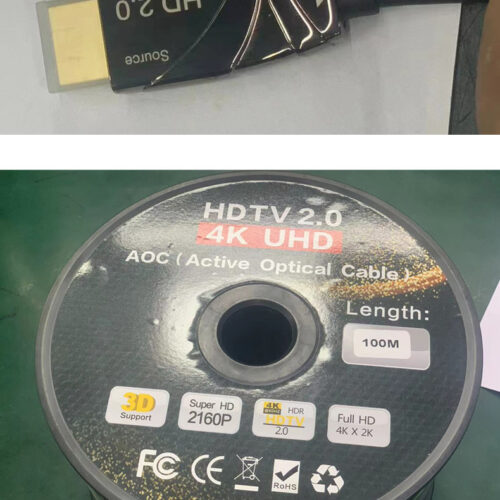 HD 2.0
Source
HDTV 2.0
4K UHD
AOC (Active Optical Cable)
Length:
100M
3D
Support
Super HD
2160P
4K
HDR
HDTV
2.0
Full HD
4K X 2K
FC CE RoHS